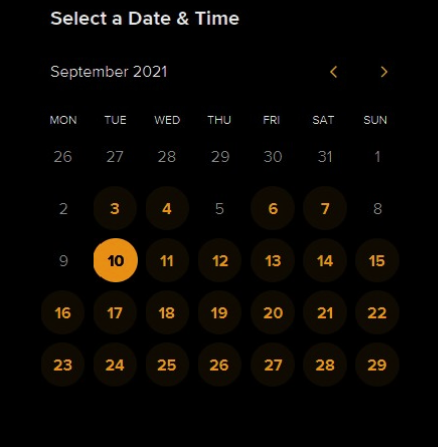 Select a Date & Time
September 2021
MON TUE WED THU FRI SAT SUN
26 27 28 29 30 31 1
2 3 4 5 6 7 8
9 10 11 12 13 14 15
16 17 18 19 20 21 22
23 24 25 26 27 28 29